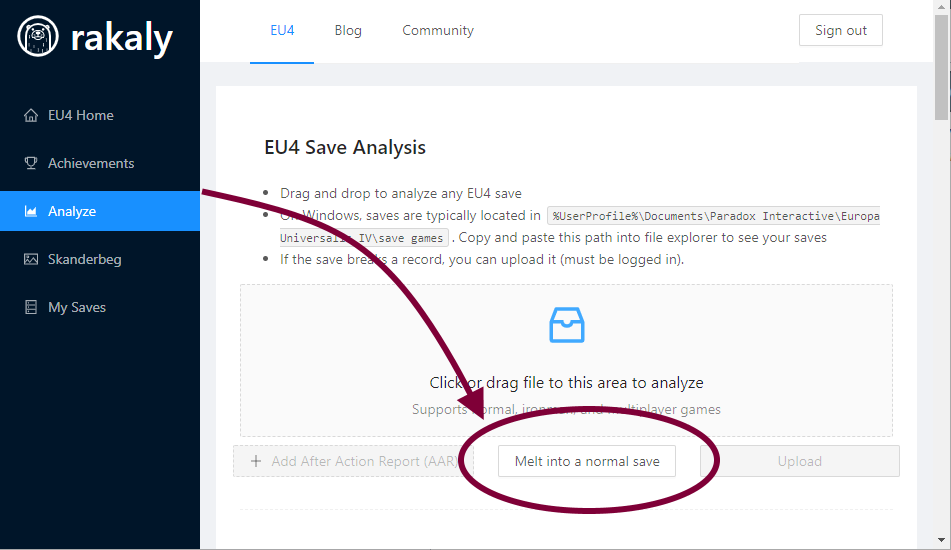 rakaly
EU4 Blog Community Sign out
EU4 Home
Achievements
Analyze
Skanderbeg
My Saves
EU4 Save Analysis
Drag and drop to analyze any EU4 save
On Windows, saves are typically located in %UserProfile%\Documents\Paradox Interactive\Europa
Universalis IV\save games . Copy and paste this path into file explorer to see your saves
If the save breaks a record, you can upload it (must be logged in).
Click or drag file to this area to analyze
Supports normal, ironman, and multiplayer games
+ Add After Action Report (AAR) Melt into a normal save Upload